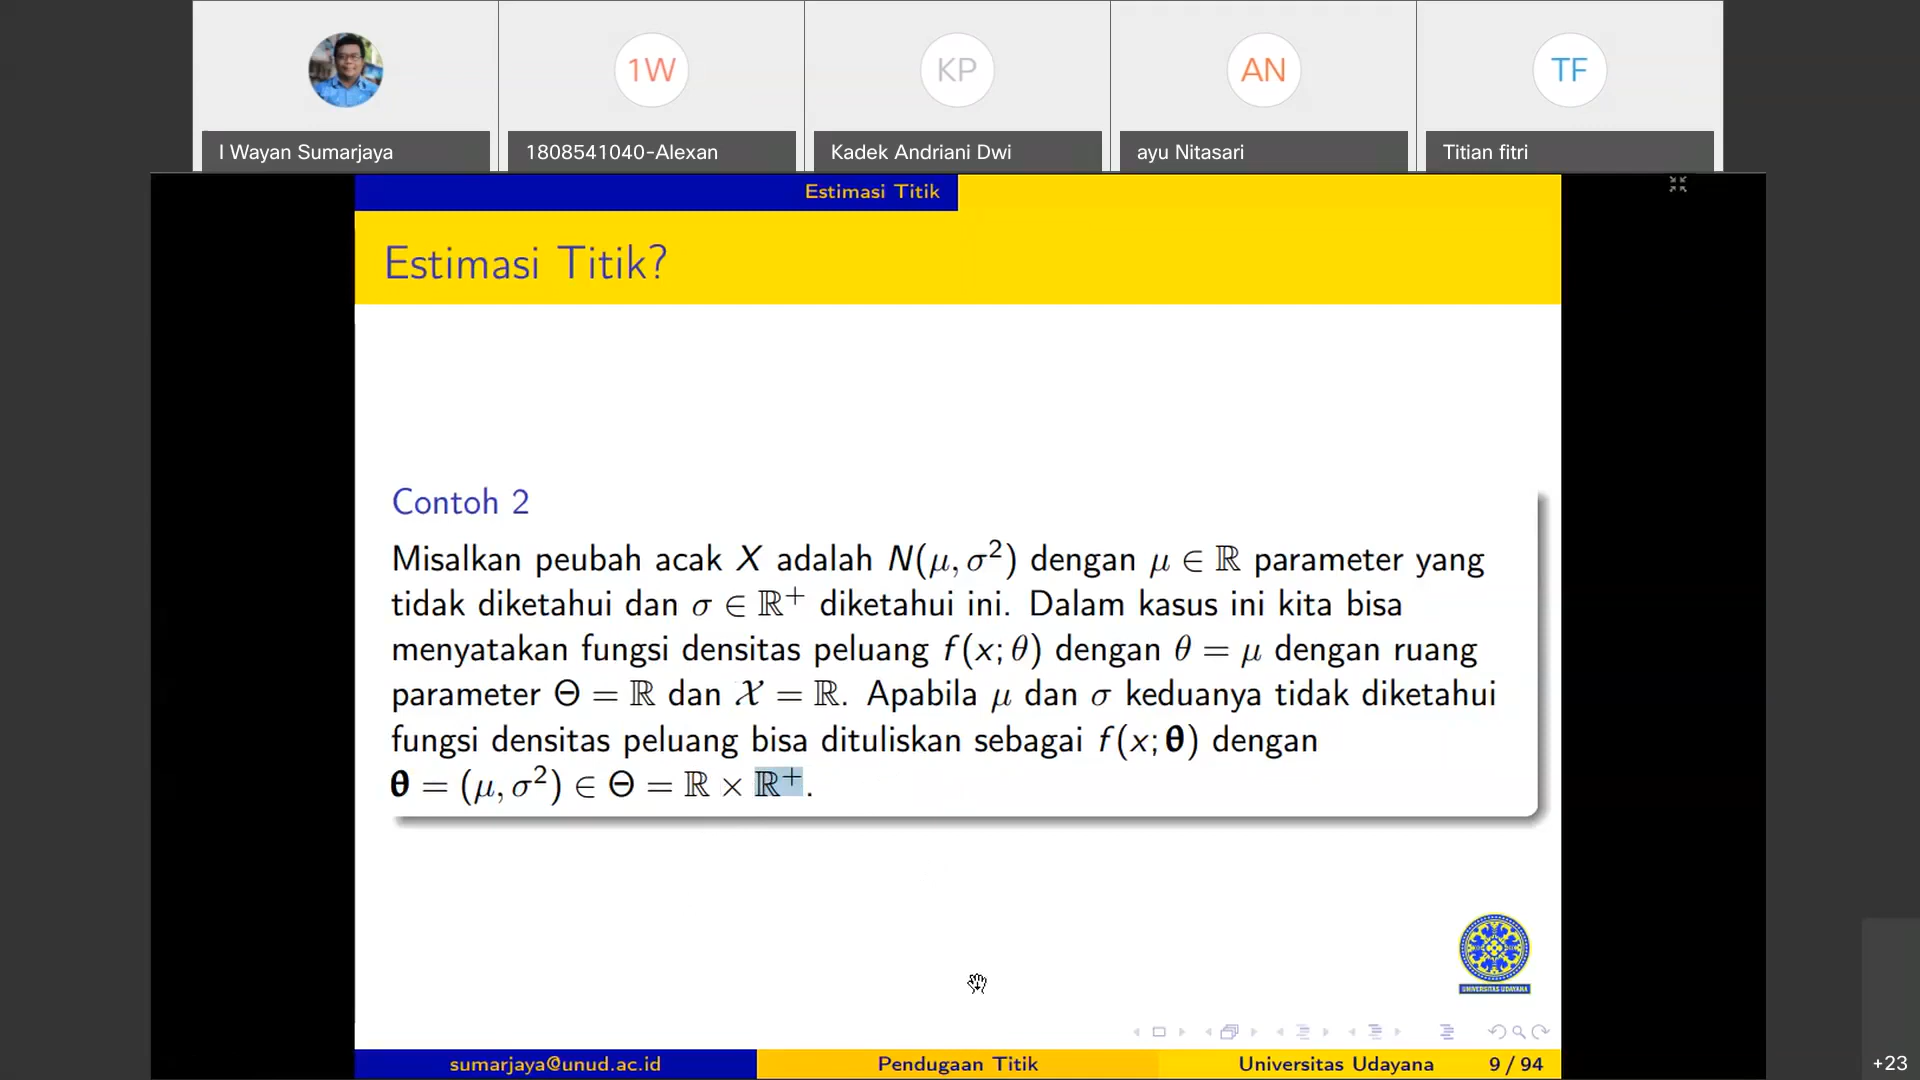 1W
KP
AN
TF
I Wayan Sumarjaya
1808541040-Alexan
Kadek Andriani Dwi
ayu Nitasari
Titian fitri
Estimasi Titik
Estimasi Titik?
Contoh 2
Misalkan peubah acak X adalah N(μ, σ²) dengan μ ∈ ℝ parameter yang
tidak diketahui dan σ ∈ ℝ⁺ diketahui ini. Dalam kasus ini kita bisa
menyatakan fungsi densitas peluang f(x; θ) dengan θ = μ dengan ruang
parameter Θ = ℝ dan 𝒳 = ℝ. Apabila μ dan σ keduanya tidak diketahui
fungsi densitas peluang bisa dituliskan sebagai f(x; 𝛉) dengan
𝛉 = (μ, σ²) ∈ Θ = ℝ × ℝ⁺.
UNIVERSITAS UDAYANA
sumarjaya@unud.ac.id
Pendugaan Titik
Universitas Udayana
9 / 94
+23